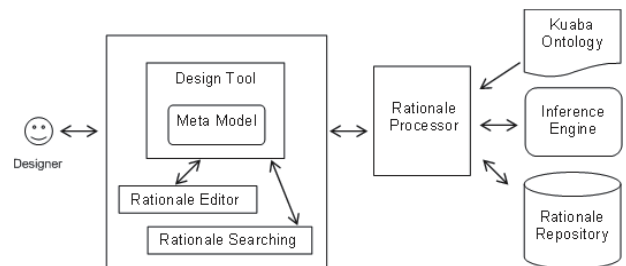 Designer
Design Tool
Meta Model
Rationale Editor
Rationale Searching
Rationale
Processor
Kuaba
Ontology
Inference
Engine
Rationale
Repository